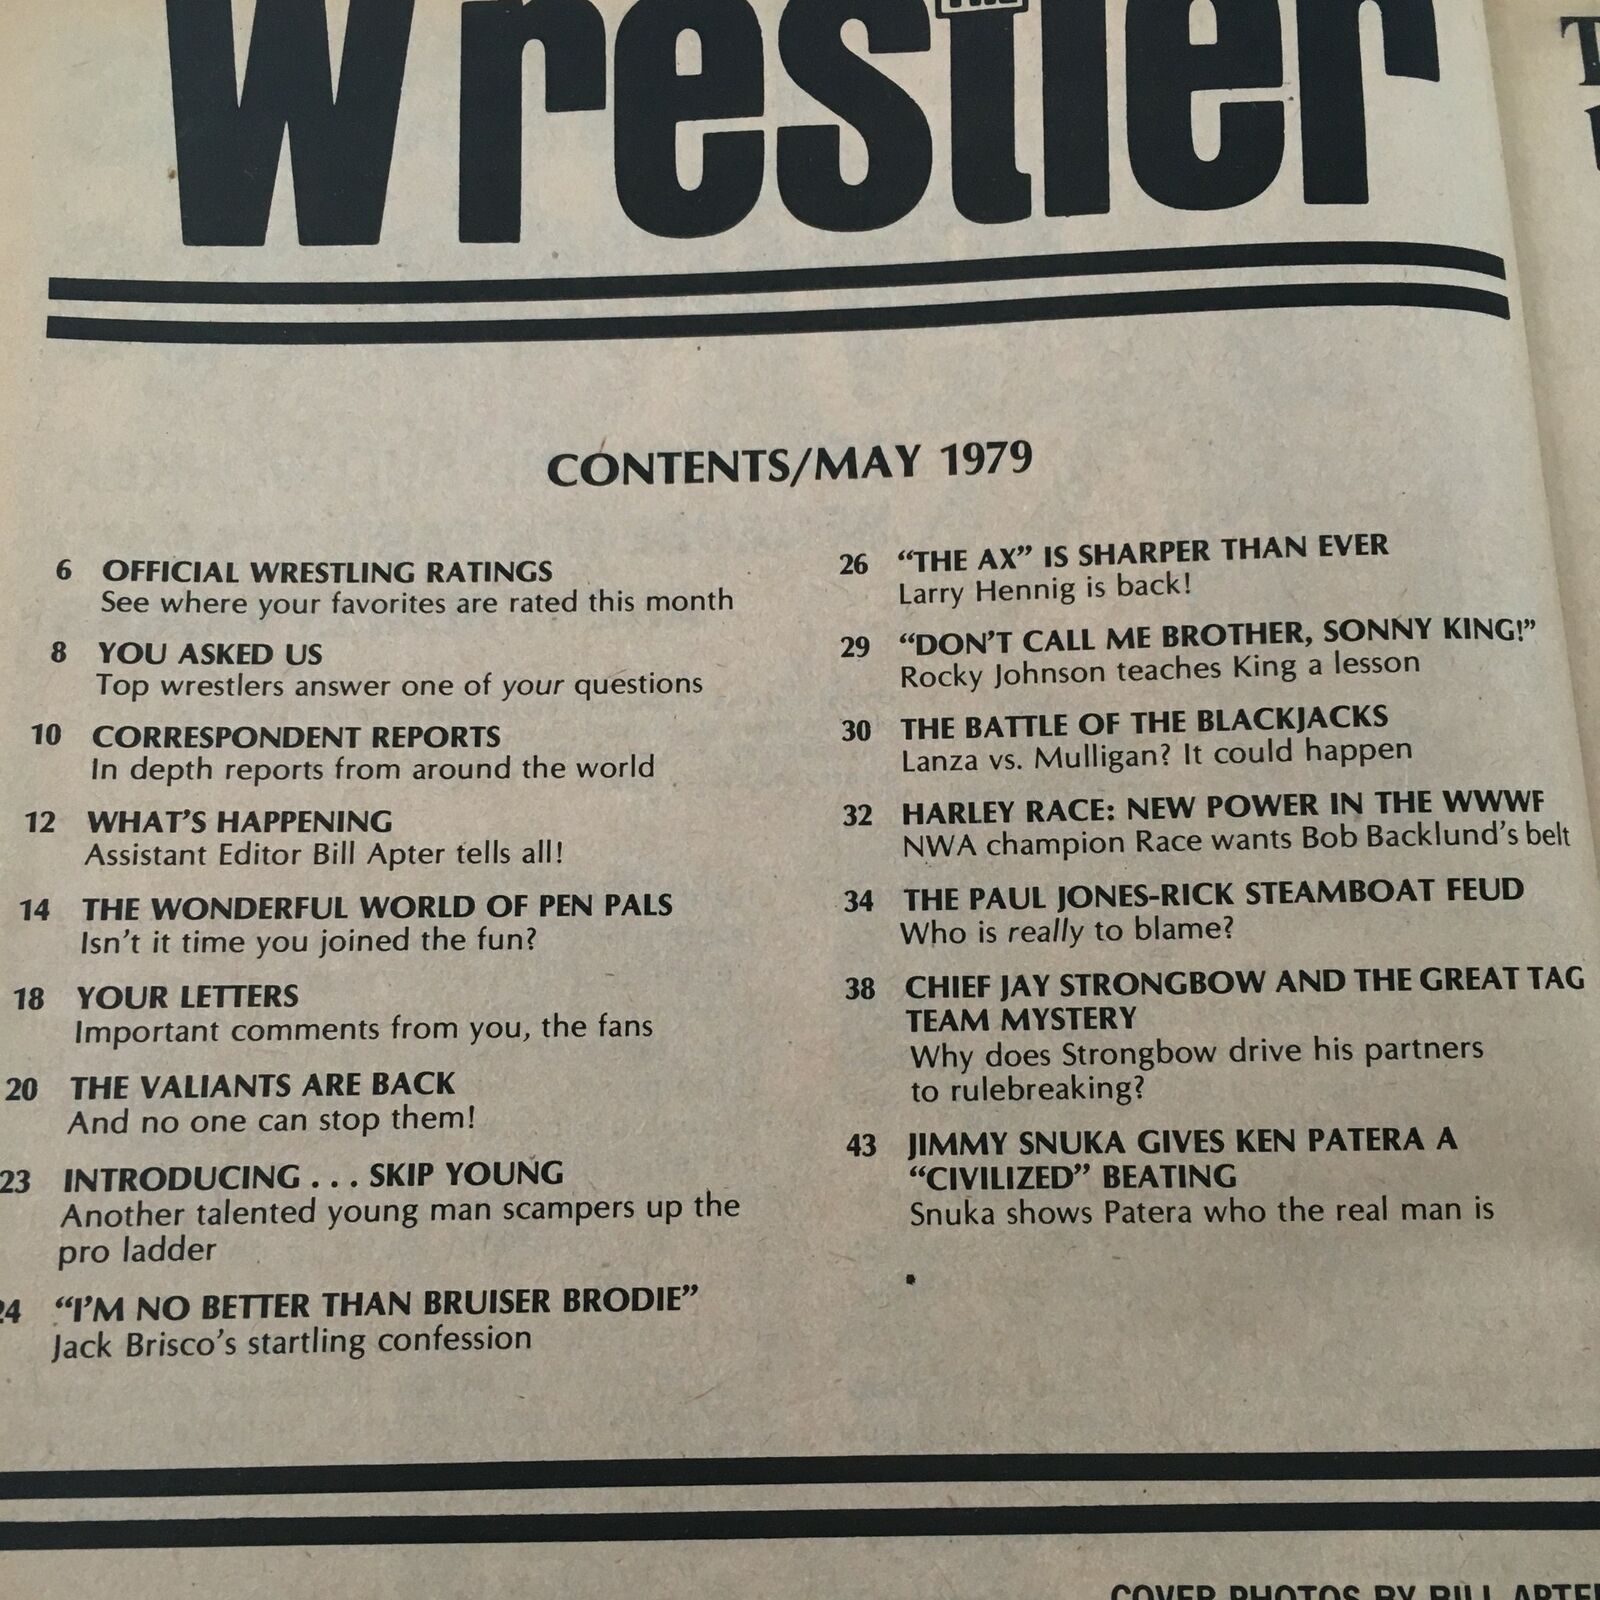 THE
Wrestler
CONTENTS/MAY 1979
6 OFFICIAL WRESTLING RATINGS
See where your favorites are rated this month
8 YOU ASKED US
Top wrestlers answer one of your questions
10 CORRESPONDENT REPORTS
In depth reports from around the world
12 WHAT'S HAPPENING
Assistant Editor Bill Apter tells all!
14 THE WONDERFUL WORLD OF PEN PALS
Isn't it time you joined the fun?
18 YOUR LETTERS
Important comments from you, the fans
20 THE VALIANTS ARE BACK
And no one can stop them!
23 INTRODUCING . . . SKIP YOUNG
Another talented young man scampers up the
pro ladder
24 "I'M NO BETTER THAN BRUISER BRODIE"
Jack Brisco's startling confession
26 "THE AX" IS SHARPER THAN EVER
Larry Hennig is back!
29 "DON'T CALL ME BROTHER, SONNY KING!"
Rocky Johnson teaches King a lesson
30 THE BATTLE OF THE BLACKJACKS
Lanza vs. Mulligan? It could happen
32 HARLEY RACE: NEW POWER IN THE WWWF
NWA champion Race wants Bob Backlund's belt
34 THE PAUL JONES-RICK STEAMBOAT FEUD
Who is really to blame?
38 CHIEF JAY STRONGBOW AND THE GREAT TAG
TEAM MYSTERY
Why does Strongbow drive his partners
to rulebreaking?
43 JIMMY SNUKA GIVES KEN PATERA A
"CIVILIZED" BEATING
Snuka shows Patera who the real man is
COVER PHOTOS BY BILL APTE